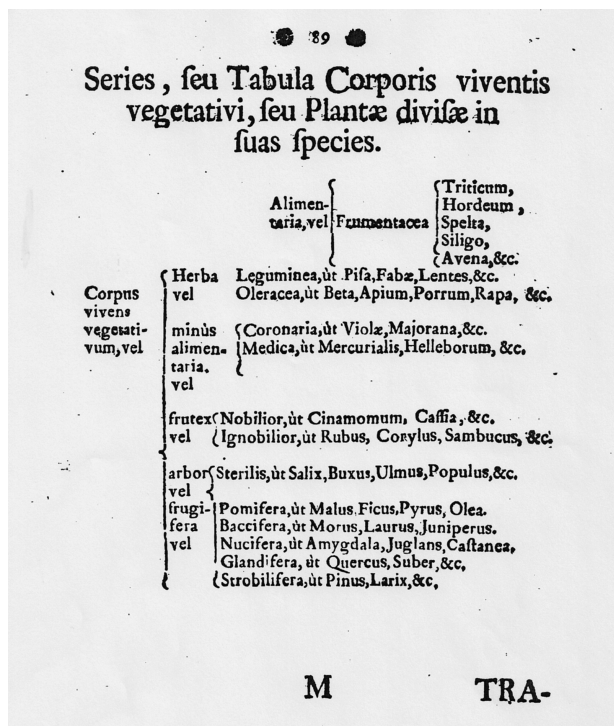 89
Series, ſeu Tabula Corporis viventis
vegetativi, ſeu Plantæ diviſæ in
ſuas ſpecies.
Triticum,
Alimen-
Hordeum,
taria, vel Frumentacea
Spelta,
Siligo,
Avena, &c.
Herba Leguminea, ùt Piſa, Fabæ, Lentes, &c.
Corpus vel Oleracea, ùt Beta, Apium, Porrum, Rapa, &c.
vivens
vegetati- minùs Coronaria, ùt Violæ, Majorana, &c.
vum, vel alimen- Medica, ùt Mercurialis, Helleborum, &c.
taria.
vel
frutex Nobilior, ùt Cinamomum, Caſſia, &c.
vel Ignobilior, ùt Rubus, Corylus, Sambucus, &c.
arbor Sterilis, ùt Salix, Buxus, Ulmus, Populus, &c.
vel
frugi- Pomifera, ùt Malus, Ficus, Pyrus, Olea.
fera Baccifera, ùt Morus, Laurus, Juniperus.
vel Nucifera, ùt Amygdala, Juglans, Caſtanea,
Glandifera, ùt Quercus, Suber, &c.
Strobilifera, ùt Pinus, Larix, &c,
M TRA-